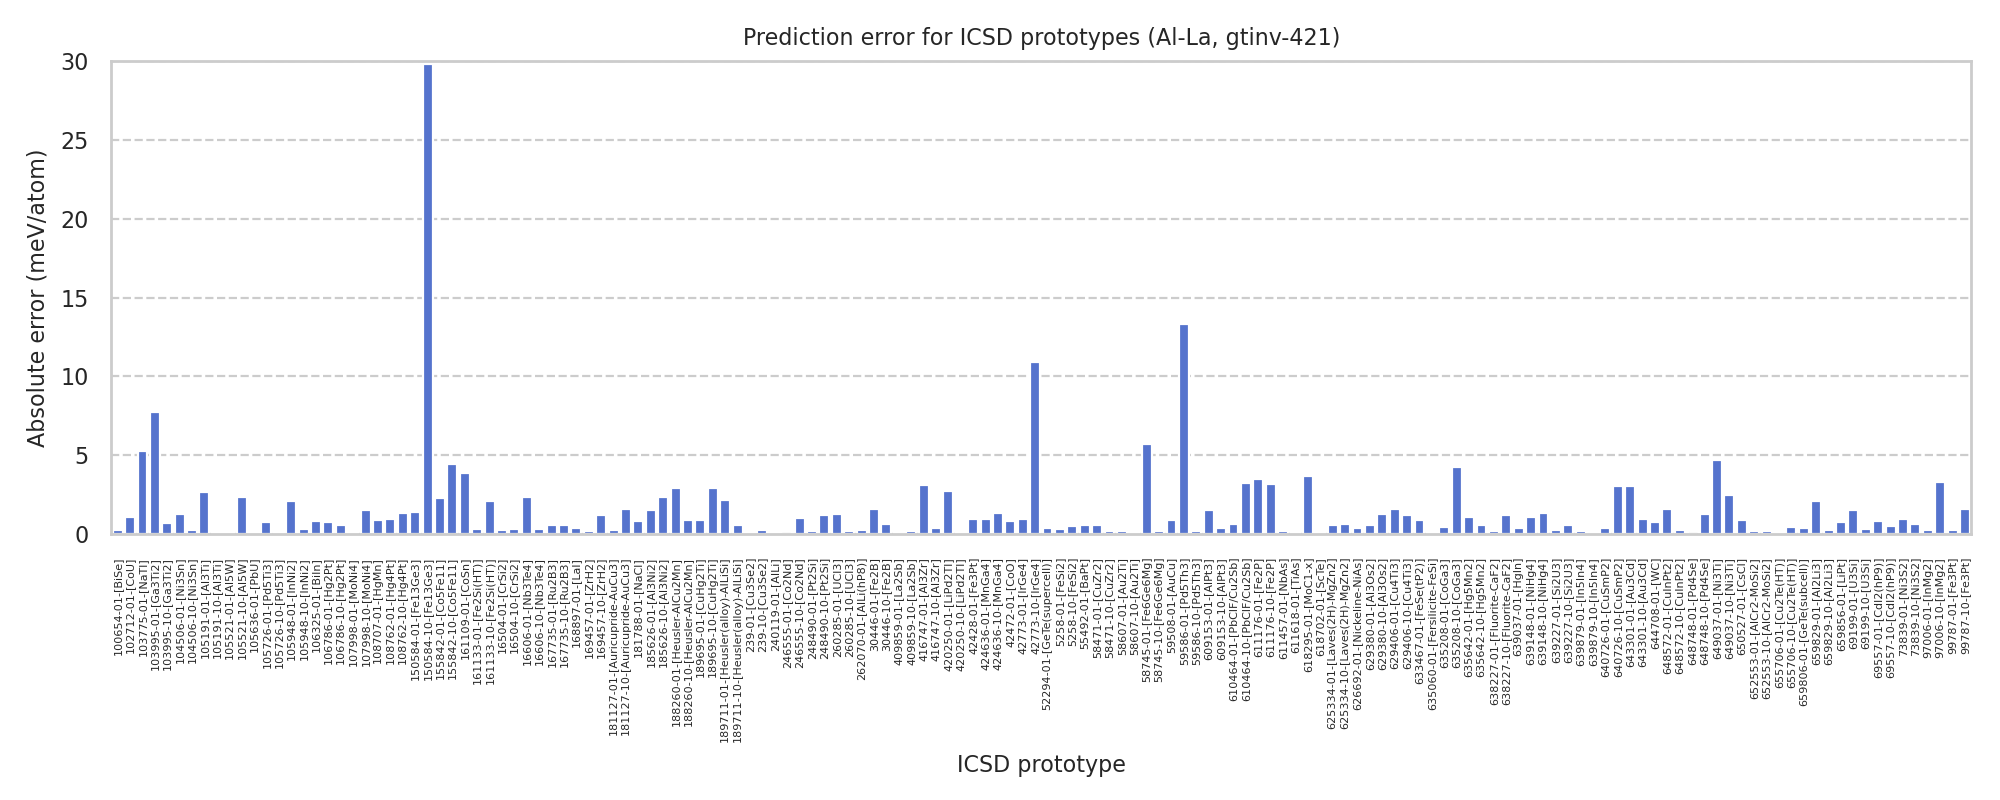 Prediction error for ICSD prototypes (Al-La, gtinv-421)
Absolute error (meV/atom)
30
25
20
15
10
5
0
100654-01-[BiSe]
102712-01-[CoU]
103775-01-[NaTl]
103995-01-[Ga3Ti2]
103995-10-[Ga3Ti2]
104506-01-[Ni3Sn]
104506-10-[Ni3Sn]
105191-01-[Al3Ti]
105191-10-[Al3Ti]
105521-01-[Al5W]
105521-10-[Al5W]
105636-01-[PbU]
105726-01-[Pd5Ti3]
105726-10-[Pd5Ti3]
105948-01-[InNi2]
105948-10-[InNi2]
106325-01-[BiIn]
106786-01-[Hg2Pt]
106786-10-[Hg2Pt]
107998-01-[MoNi4]
107998-10-[MoNi4]
108707-01-[HgMn]
108762-01-[Hg4Pt]
108762-10-[Hg4Pt]
150584-01-[Fe13Ge3]
150584-10-[Fe13Ge3]
155842-01-[Co5Fe11]
155842-10-[Co5Fe11]
161109-01-[CoSn]
161133-01-[Fe2Si(HT)]
161133-10-[Fe2Si(HT)]
16504-01-[CrSi2]
16504-10-[CrSi2]
16606-01-[Nb3Te4]
16606-10-[Nb3Te4]
167735-01-[Ru2B3]
167735-10-[Ru2B3]
168897-01-[LaI]
169457-01-[ZrH2]
169457-10-[ZrH2]
181127-01-[Auricupride-AuCu3]
181127-10-[Auricupride-AuCu3]
181788-01-[NaCl]
185626-01-[Al3Ni2]
185626-10-[Al3Ni2]
188260-01-[Heusler-AlCu2Mn]
188260-10-[Heusler-AlCu2Mn]
189695-01-[CuHg2Ti]
189695-10-[CuHg2Ti]
189711-01-[Heusler(alloy)-AlLiSi]
189711-10-[Heusler(alloy)-AlLiSi]
239-01-[Cu3Se2]
239-10-[Cu3Se2]
240119-01-[AlLi]
246555-01-[Co2Nd]
246555-10-[Co2Nd]
248490-01-[Pt2Si]
248490-10-[Pt2Si]
260285-01-[UCl3]
260285-10-[UCl3]
262070-01-[AlLi(hP8)]
30446-01-[Fe2B]
30446-10-[Fe2B]
409859-01-[La2Sb]
409859-10-[La2Sb]
416747-01-[Al3Zr]
416747-10-[Al3Zr]
420250-01-[LiPd2Tl]
420250-10-[LiPd2Tl]
42428-01-[Fe3Pt]
424636-01-[MnGa4]
424636-10-[MnGa4]
42472-01-[CoO]
42773-01-[IrGe4]
42773-10-[IrGe4]
52294-01-[GeTe(supercell)]
5258-01-[FeSi2]
5258-10-[FeSi2]
55492-01-[BaPt]
58471-01-[CuZr2]
58471-10-[CuZr2]
58607-01-[Au2Ti]
58607-10-[Au2Ti]
58745-01-[Fe6Ge6Mg]
58745-10-[Fe6Ge6Mg]
59508-01-[AuCu]
59586-01-[Pd5Th3]
59586-10-[Pd5Th3]
609153-01-[AlPt3]
609153-10-[AlPt3]
610464-01-[PbClF/Cu2Sb]
610464-10-[PbClF/Cu2Sb]
611176-01-[Fe2P]
611176-10-[Fe2P]
611457-01-[NbAs]
611618-01-[TiAs]
618295-01-[MoC1-x]
618702-01-[ScTe]
625334-01-[Laves(2H)-MgZn2]
625334-10-[Laves(2H)-MgZn2]
626692-01-[Nickeline-NiAs]
629380-01-[Al3Os2]
629380-10-[Al3Os2]
629406-01-[Cu4Ti3]
629406-10-[Cu4Ti3]
633467-01-[FeSe(tP2)]
635060-01-[Fersilicite-FeSi]
635208-01-[CoGa3]
635208-10-[CoGa3]
635642-01-[Hg5Mn2]
635642-10-[Hg5Mn2]
638227-01-[Fluorite-CaF2]
638227-10-[Fluorite-CaF2]
639037-01-[HgIn]
639148-01-[NiHg4]
639148-10-[NiHg4]
639227-01-[Si2U3]
639227-10-[Si2U3]
639879-01-[In5In4]
639879-10-[In5In4]
640726-01-[CuSmP2]
640726-10-[CuSmP2]
643301-01-[Au3Cd]
643301-10-[Au3Cd]
644708-01-[WC]
648572-01-[CuInPt2]
648572-10-[CuInPt2]
648748-01-[Pd4Se]
648748-10-[Pd4Se]
649037-01-[Ni3Ti]
649037-10-[Ni3Ti]
650527-01-[CsCl]
652553-01-[AlCr2-MoSi2]
652553-10-[AlCr2-MoSi2]
655706-01-[Cu2Te(HT)]
655706-10-[Cu2Te(HT)]
659806-01-[GeTe(subcell)]
659829-01-[Al2Li3]
659829-10-[Al2Li3]
659856-01-[LiPt]
69199-01-[U3Si]
69199-10-[U3Si]
69557-01-[CdI2(hP9)]
69557-10-[CdI2(hP9)]
73839-01-[Ni3S2]
73839-10-[Ni3S2]
97006-01-[InMg2]
97006-10-[InMg2]
99787-01-[Fe3Pt]
99787-10-[Fe3Pt]
ICSD prototype